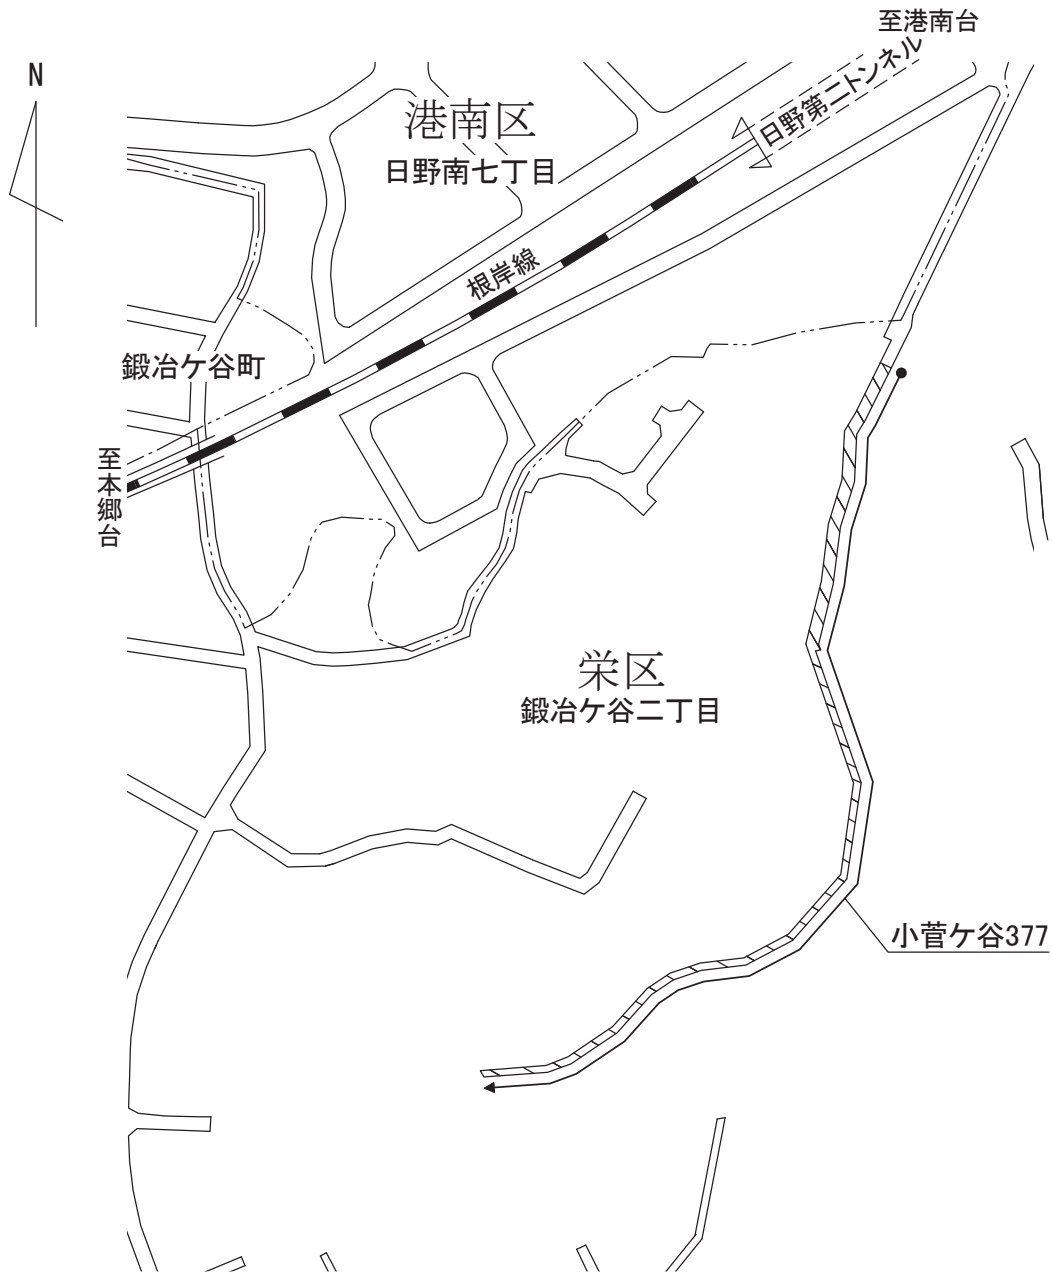 至港南台
N
日野第二トンネル
港南区
日野南七丁目
根岸線
鍛冶ケ谷町
至本郷台
栄区
鍛冶ケ谷二丁目
小菅ケ谷377